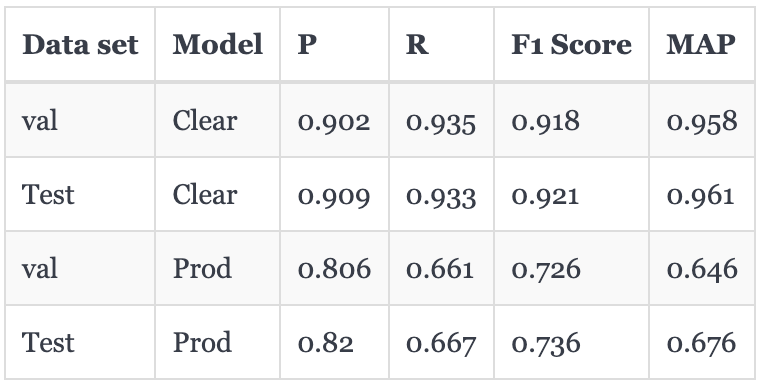 Data set Model P R F1 Score MAP
val Clear 0.902 0.935 0.918 0.958
Test Clear 0.909 0.933 0.921 0.961
val Prod 0.806 0.661 0.726 0.646
Test Prod 0.82 0.667 0.736 0.676